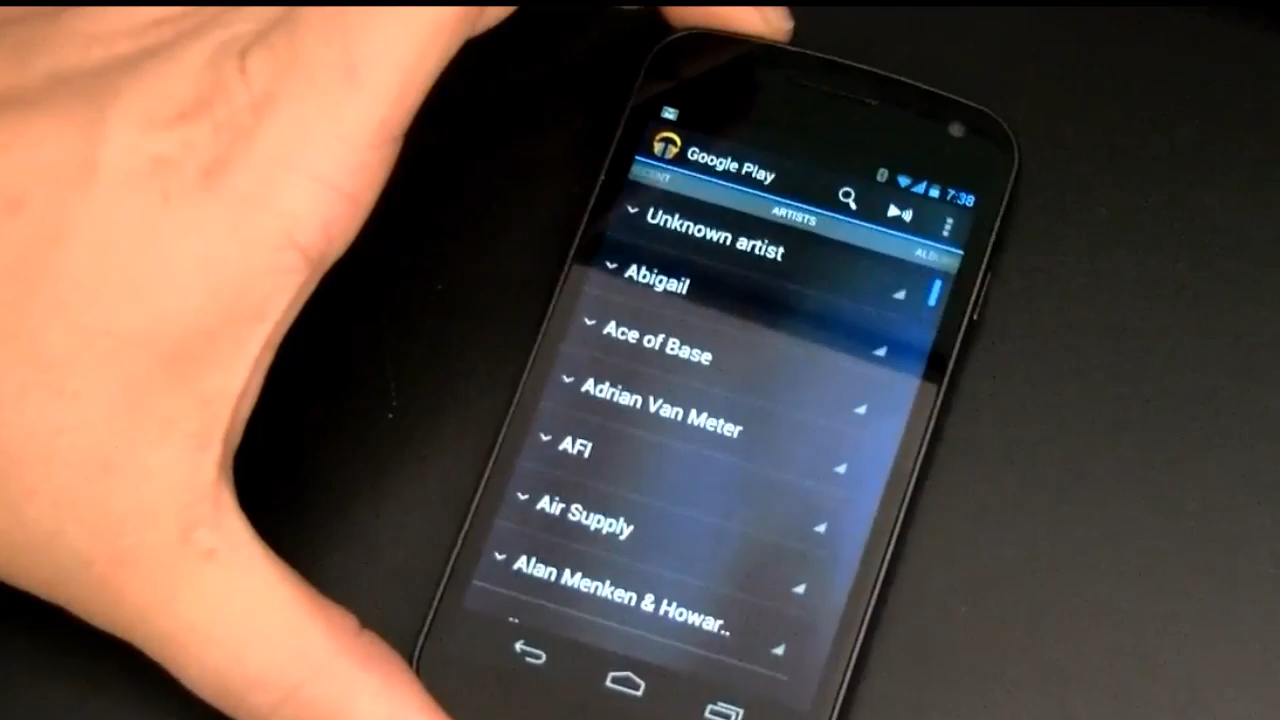 7:38
Google Play
RECENT
ARTISTS
ALBUMS
Unknown artist
Abigail
Ace of Base
Adrian Van Meter
AFI
Air Supply
Alan Menken & Howar..